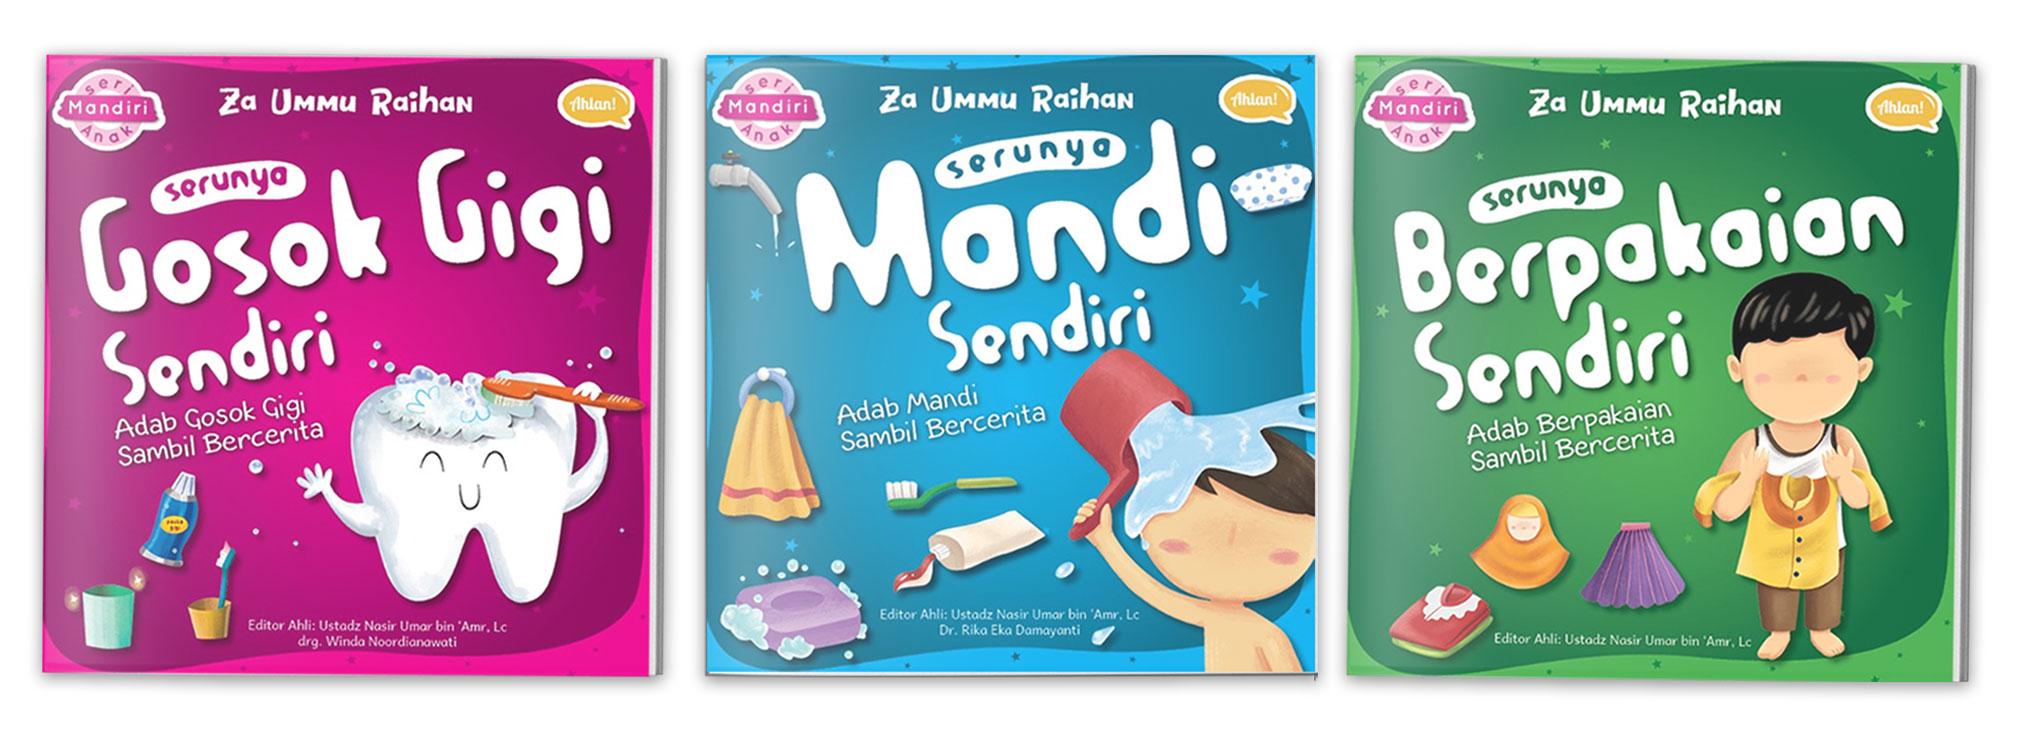 seri
Mandiri
Anak
Za Ummu Raihan
Ahlan!
serunya
Gosok Gigi
Sendiri
Adab Gosok Gigi
Sambil Bercerita
Editor Ahli: Ustadz Nasir Umar bin 'Amr, Lc
drg. Winda Noordianawati
seri
Mandiri
Anak
Za Ummu Raihan
Ahlan!
serunya
Mandi
Sendiri
Adab Mandi
Sambil Bercerita
Editor Ahli: Ustadz Nasir Umar bin 'Amr, Lc
Dr. Rika Eka Damayanti
seri
Mandiri
Anak
Za Ummu Raihan
Ahlan!
serunya
Berpakaian
Sendiri
Adab Berpakaian
Sambil Bercerita
Editor Ahli: Ustadz Nasir Umar bin 'Amr, Lc